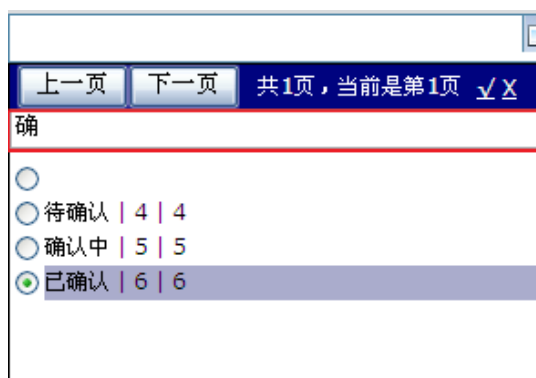 上一页 下一页 共1页，当前是第1页 √ X
确
待确认 | 4 | 4
确认中 | 5 | 5
已确认 | 6 | 6